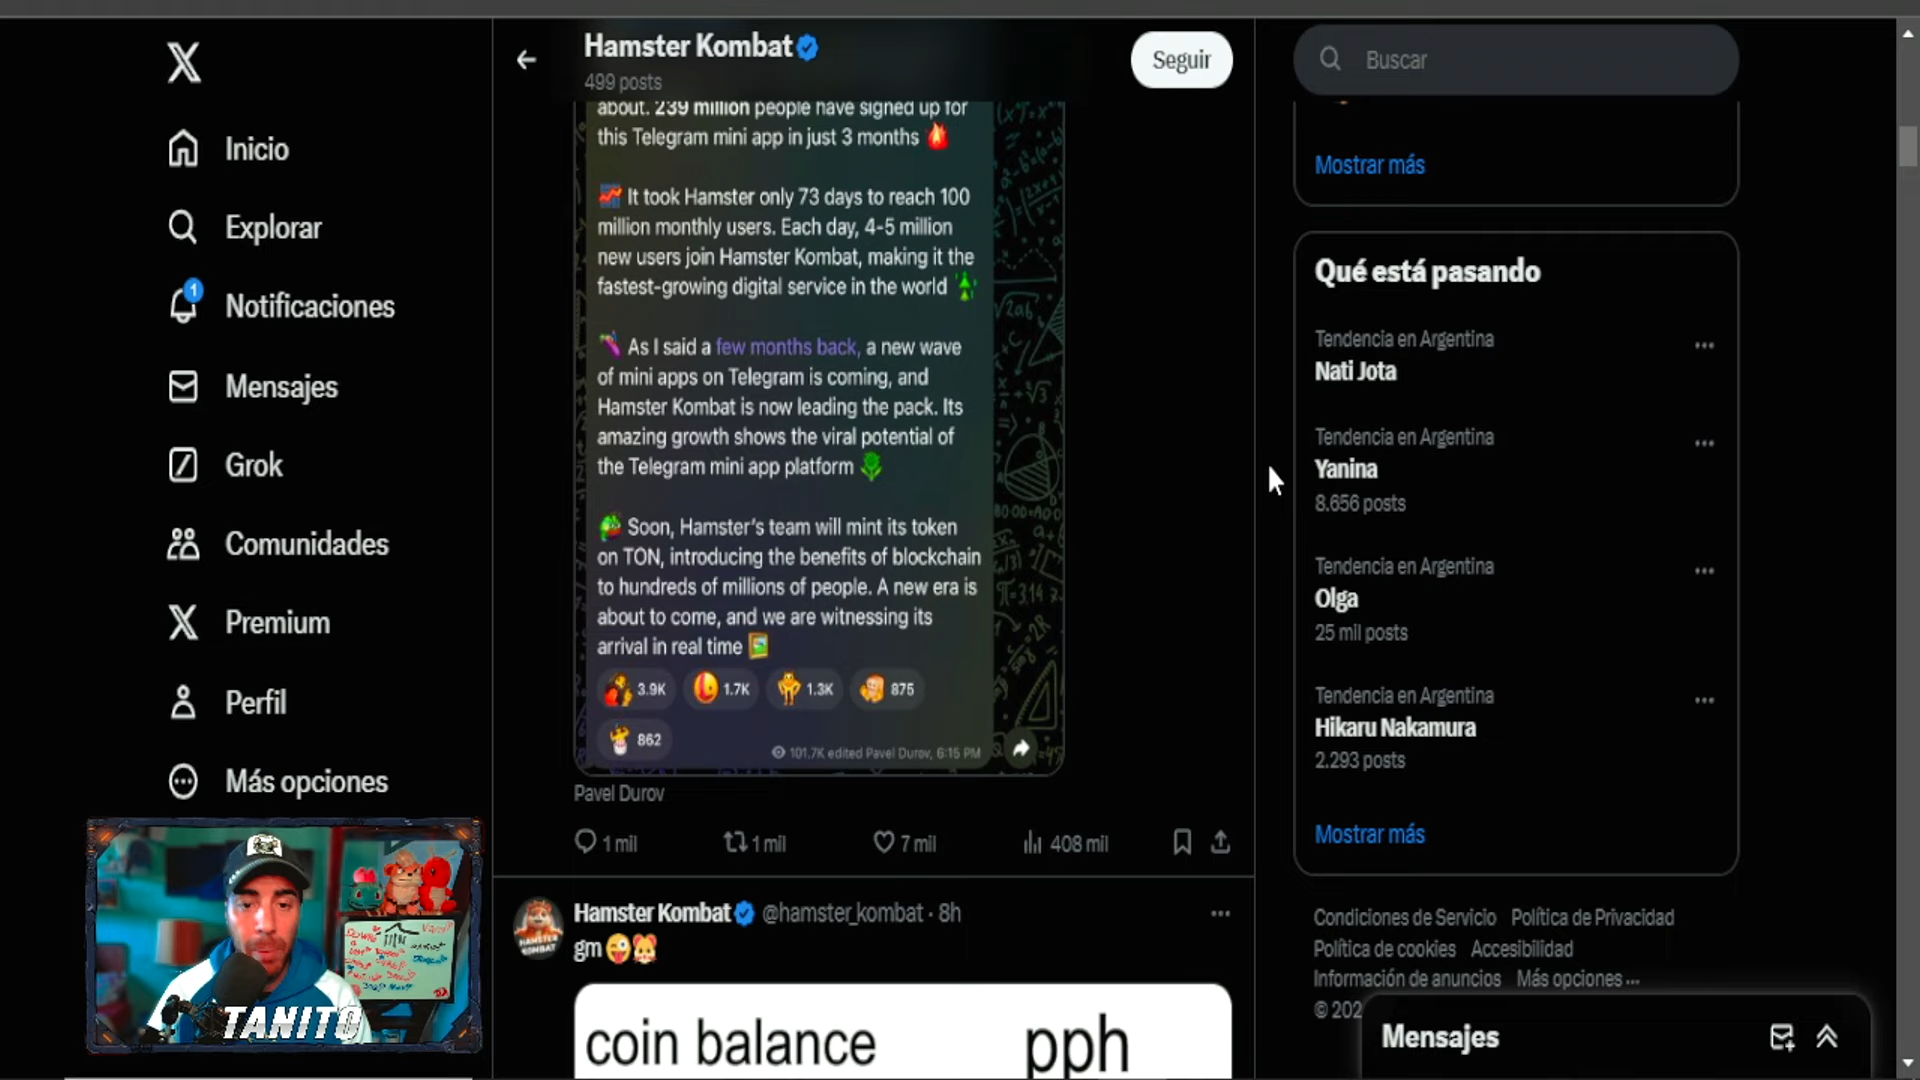 Inicio
Explorar
1
Notificaciones
Mensajes
Grok
Comunidades
Premium
Perfil
Más opciones
TANITO
Hamster Kombat
499 posts
Seguir
about. 239 million people have signed up for
this Telegram mini app in just 3 months
It took Hamster only 73 days to reach 100
million monthly users. Each day, 4-5 million
new users join Hamster Kombat, making it the
fastest-growing digital service in the world
As I said a few months back, a new wave
of mini apps on Telegram is coming, and
Hamster Kombat is now leading the pack. Its
amazing growth shows the viral potential of
the Telegram mini app platform
Soon, Hamster's team will mint its token
on TON, introducing the benefits of blockchain
to hundreds of millions of people. A new era is
about to come, and we are witnessing its
arrival in real time
3.9K 1.7K 1.3K 875
862
101.7K edited Pavel Durov, 6:15 PM
Pavel Durov
1 mil 1 mil 7 mil 408 mil
Hamster Kombat @hamster_kombat · 8h
gm
HAMSTER
KOMBAT
coin balance pph
Buscar
Mostrar más
Qué está pasando
Tendencia en Argentina
Nati Jota
Tendencia en Argentina
Yanina
8.656 posts
Tendencia en Argentina
Olga
25 mil posts
Tendencia en Argentina
Hikaru Nakamura
2.293 posts
Mostrar más
Condiciones de Servicio Política de Privacidad
Política de cookies Accesibilidad
Información de anuncios Más opciones ···
© 202
Mensajes